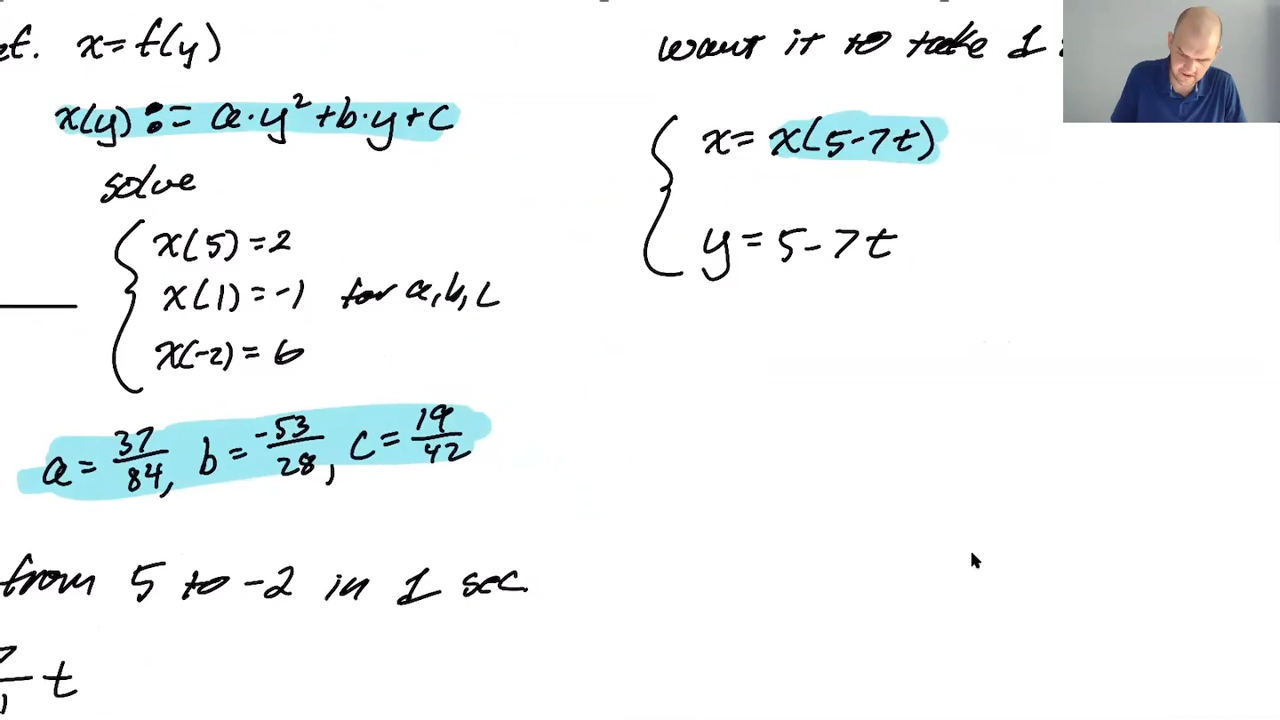 x=f(y)
x(y) := a·y²+b·y+c
solve
x(5)=2
x(1)=-1 for a,b,c
x(-2)=6
a=37/84, b=-53/28, c=19/42
from 5 to -2 in 1 sec.
t
want it to take 1
x=x(5-7t)
y=5-7t